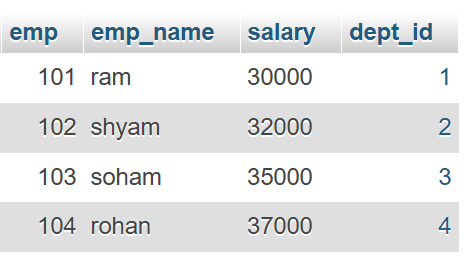 emp emp_name salary dept_id
101 ram 30000 1
102 shyam 32000 2
103 soham 35000 3
104 rohan 37000 4